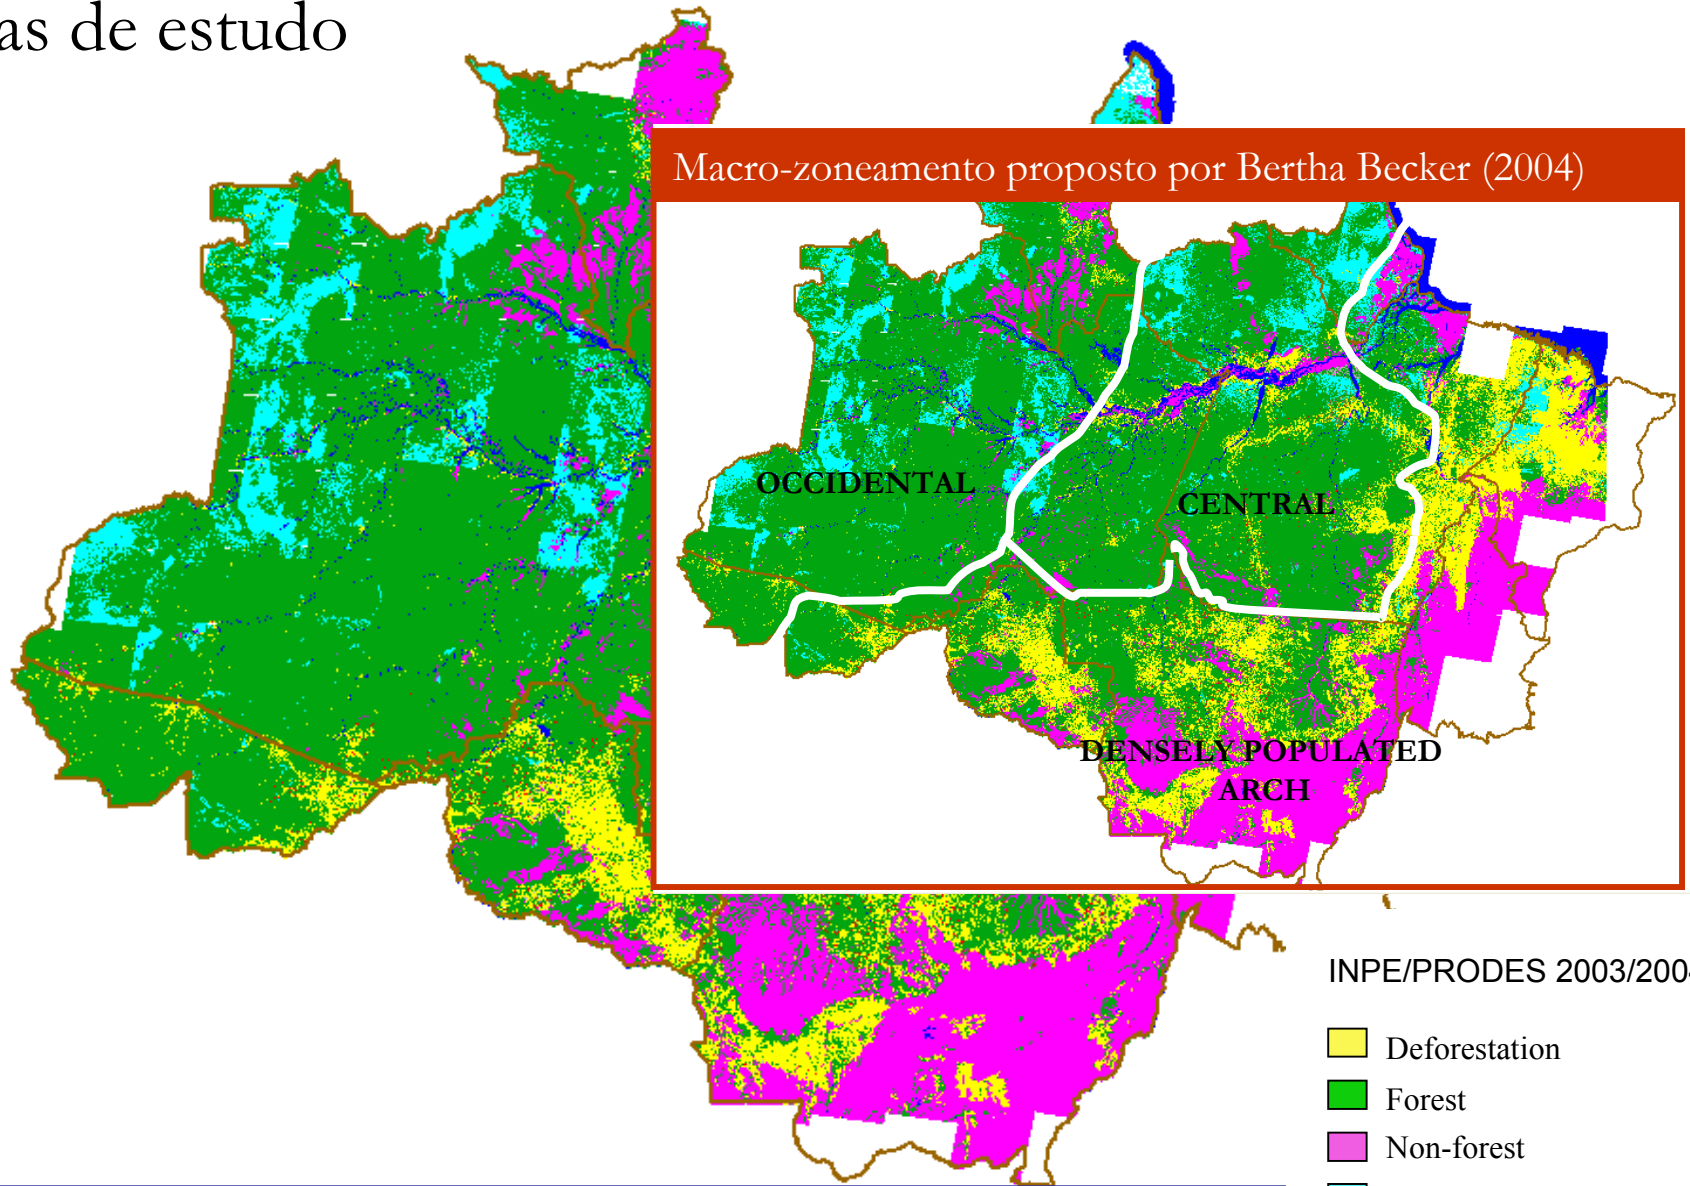 as de estudo
Macro-zoneamento proposto por Bertha Becker (2004)
OCCIDENTAL
CENTRAL
DENSELY POPULATED
ARCH
INPE/PRODES 2003/200
Deforestation
Forest
Non-forest